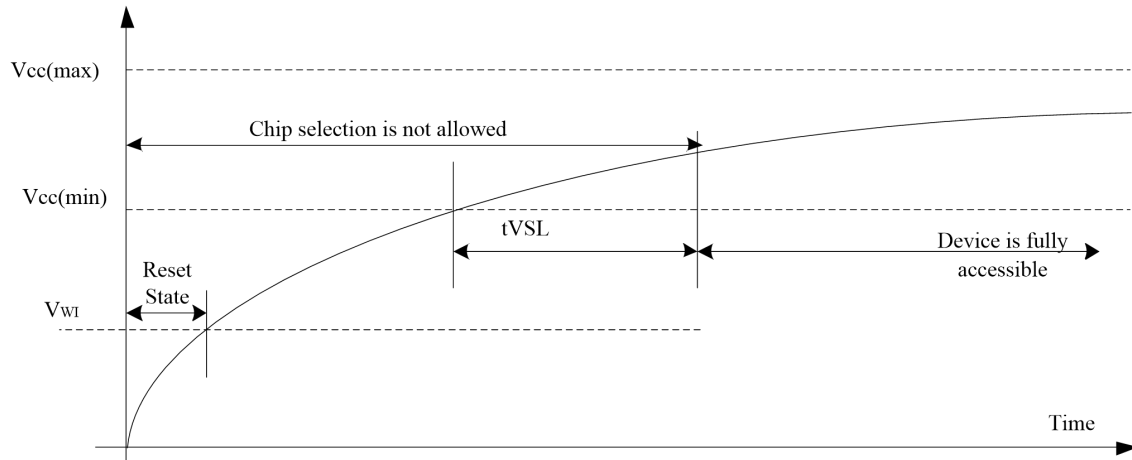 Vcc(max)
Chip selection is not allowed
Vcc(min)
tVSL
Device is fully
accessible
Reset
State
VWI
Time